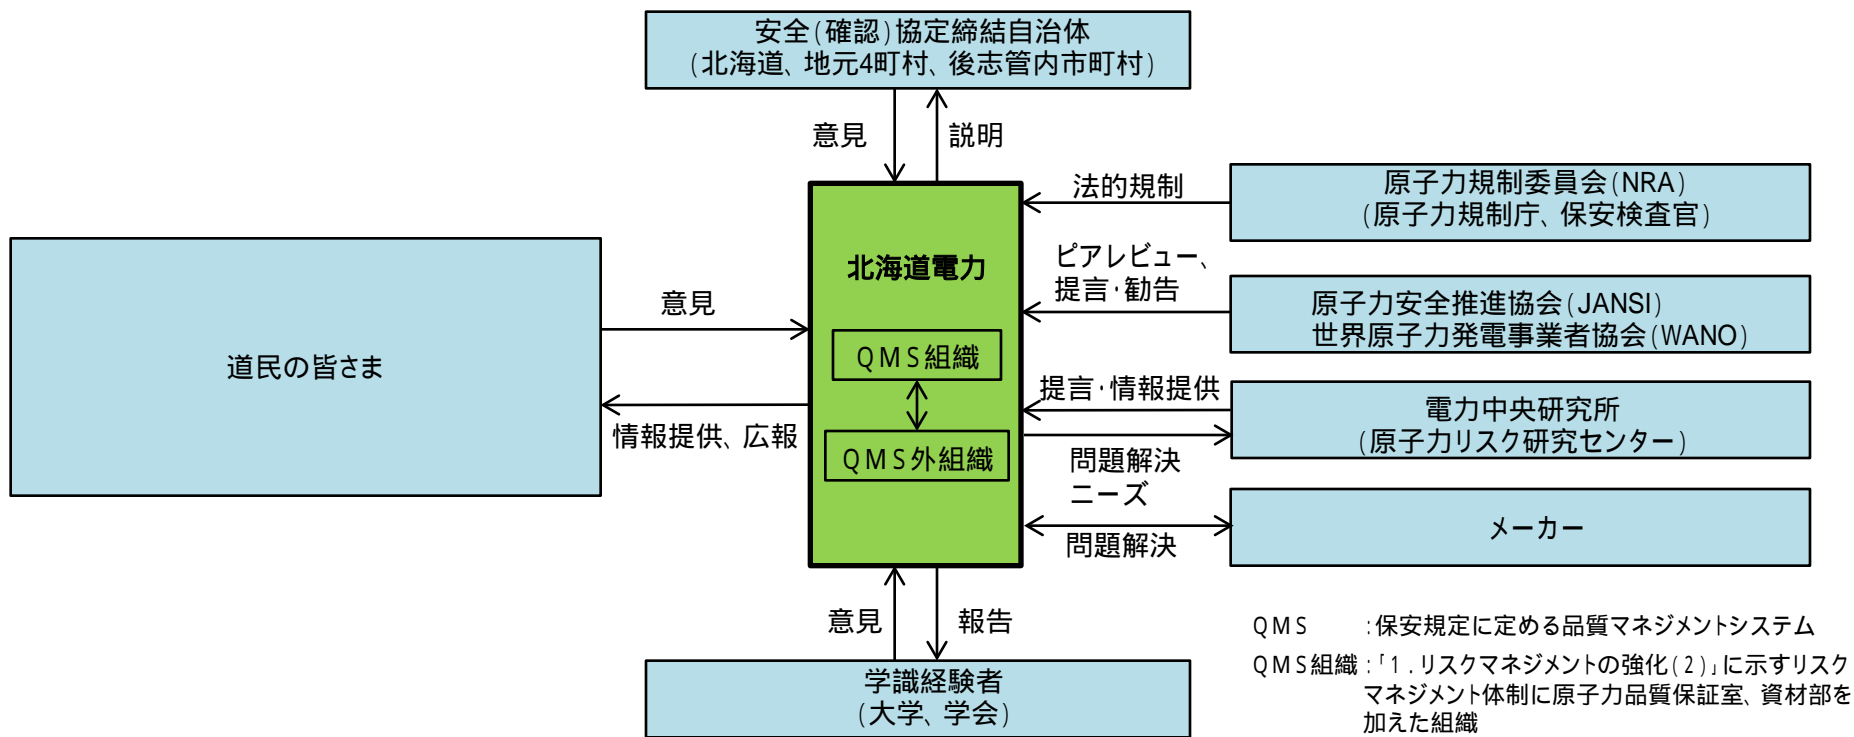 安全(確認)協定締結自治体
(北海道、地元4町村、後志管内市町村)
意見
説明
法的規制
原子力規制委員会(NRA)
(原子力規制庁、保安検査官)
北海道電力
ピアレビュー、
提言・勧告
原子力安全推進協会(JANSI)
世界原子力発電事業者協会(WANO)
意見
道民の皆さま
QMS組織
情報提供、広報
QMS外組織
提言・情報提供
電力中央研究所
(原子力リスク研究センター)
問題解決
ニーズ
問題解決
メーカー
意見
報告
学識経験者
(大学、学会)
QMS :保安規定に定める品質マネジメントシステム
QMS組織:「1.リスクマネジメントの強化(2)」に示すリスク
マネジメント体制に原子力品質保証室、資材部を
加えた組織